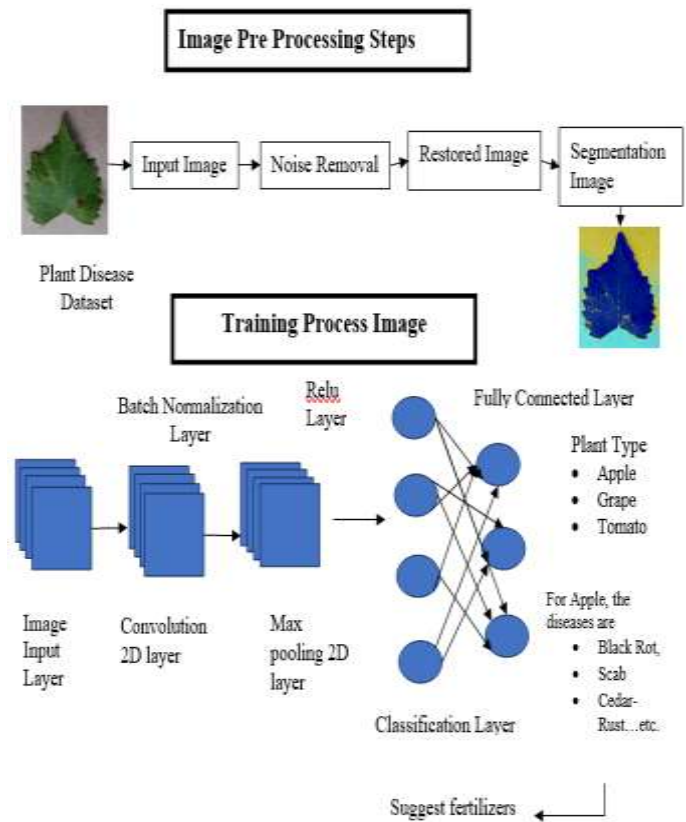 Image Pre Processing Steps
Input Image
Noise Removal
Restored Image
Segmentation
Image
Plant Disease
Dataset
Training Process Image
Batch Normalization
Layer
Relu
Layer
Fully Connected Layer
Plant Type
• Apple
• Grape
• Tomato
Image
Input
Layer
Convolution
2D layer
Max
pooling 2D
layer
For Apple, the
diseases are
• Black Rot,
• Scab
• Cedar-
Rust…etc.
Classification Layer
Suggest fertilizers